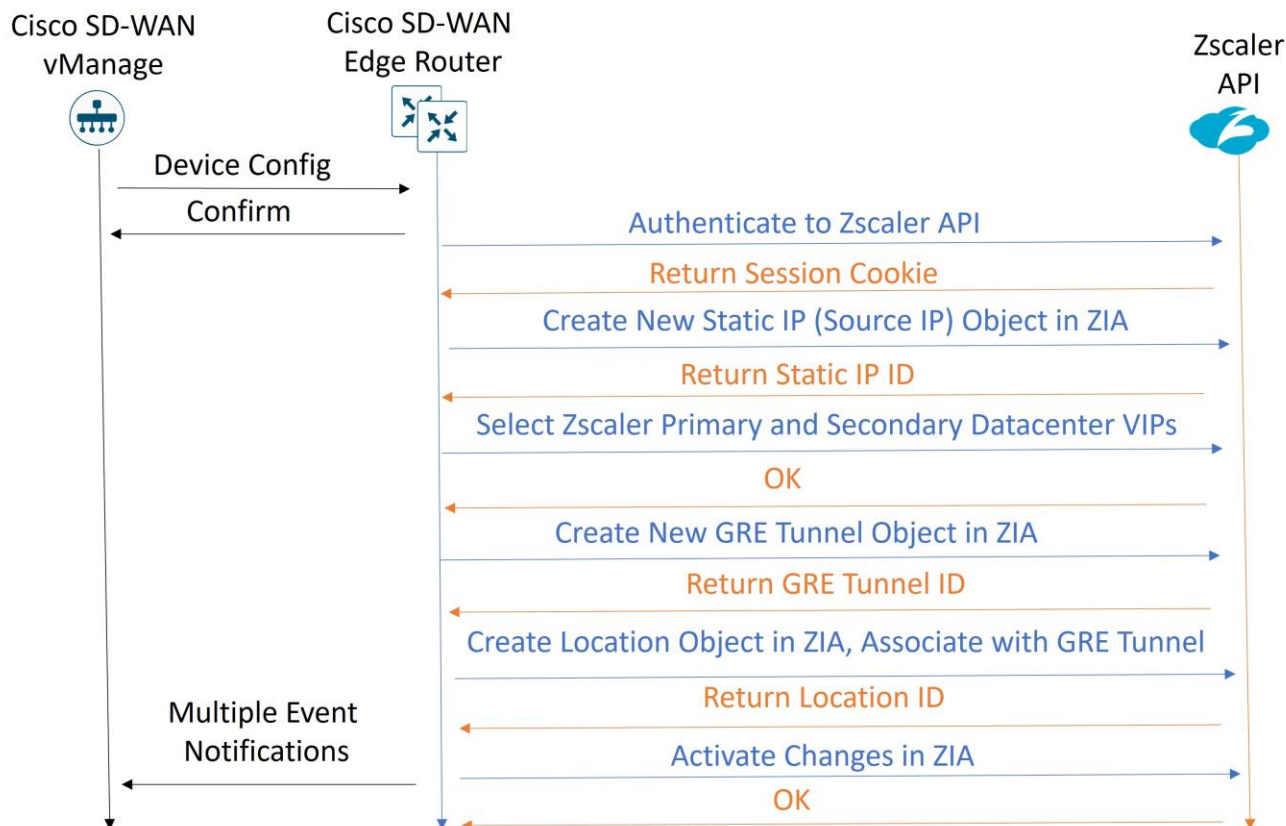 Cisco SD-WAN
vManage
Cisco SD-WAN
Edge Router
Zscaler
API
Device Config
Confirm
Authenticate to Zscaler API
Return Session Cookie
Create New Static IP (Source IP) Object in ZIA
Return Static IP ID
Select Zscaler Primary and Secondary Datacenter VIPs
OK
Create New GRE Tunnel Object in ZIA
Return GRE Tunnel ID
Create Location Object in ZIA, Associate with GRE Tunnel
Return Location ID
Multiple Event
Notifications
Activate Changes in ZIA
OK